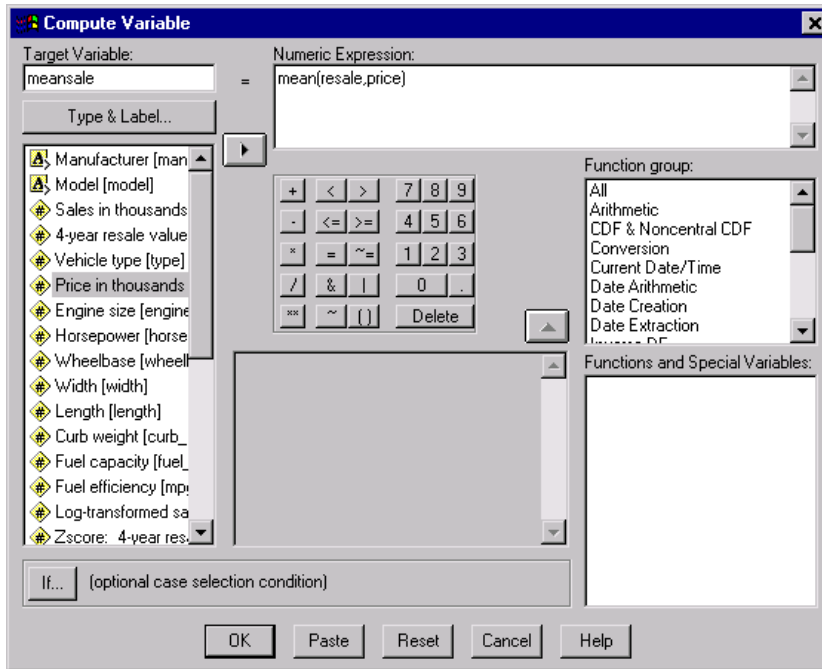 Compute Variable
Target Variable:
meansale
=
Numeric Expression:
mean(resale,price)
Type & Label...
Manufacturer [man
Model [model]
Sales in thousands
4-year resale value
Vehicle type [type]
Price in thousands
Engine size [engine
Horsepower [horse
Wheelbase [wheelb
Width [width]
Length [length]
Curb weight [curb_
Fuel capacity [fuel_
Fuel efficiency [mpg
Log-transformed sa
Zscore: 4-year res
+ < > 7 8 9
- <= >= 4 5 6
* = ~= 1 2 3
/ & | 0 .
** ~ () Delete
Function group:
All
Arithmetic
CDF & Noncentral CDF
Conversion
Current Date/Time
Date Arithmetic
Date Creation
Date Extraction
Inverse DF
Functions and Special Variables:
If... (optional case selection condition)
OK Paste Reset Cancel Help